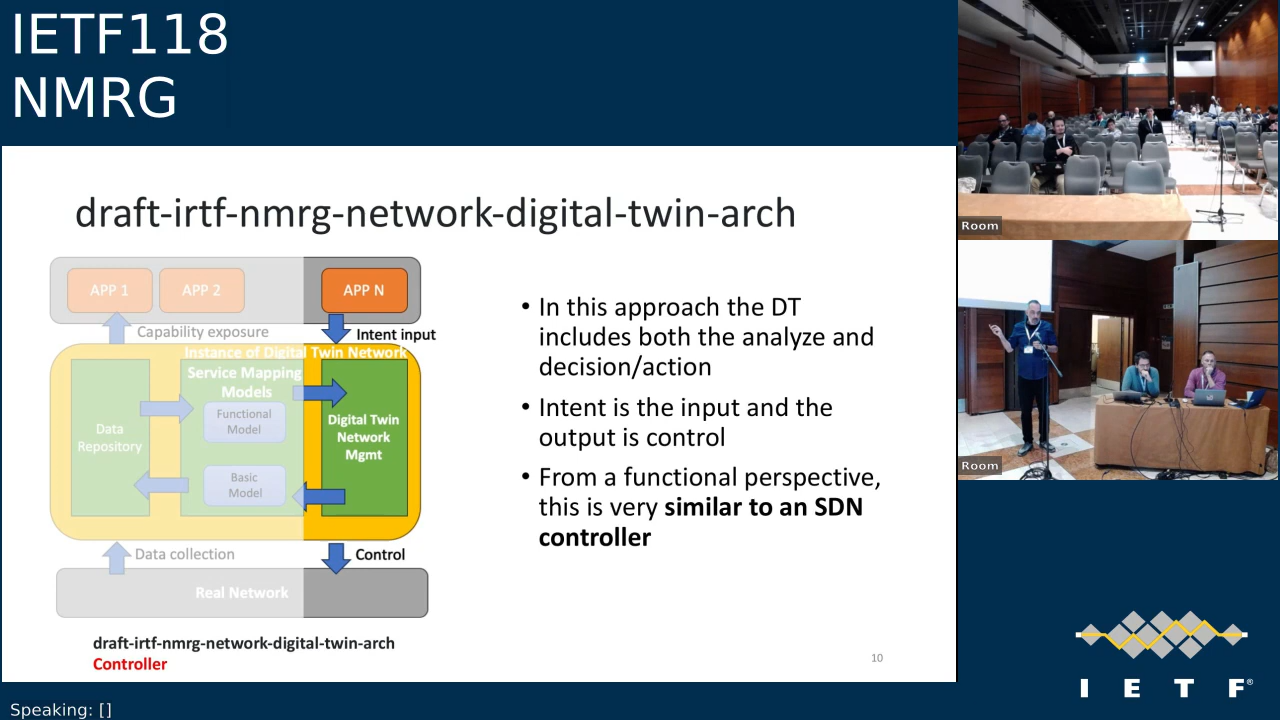 IETF118
NMRG
draft-irtf-nmrg-network-digital-twin-arch
APP 1
APP 2
APP N
Capability exposure
Intent input
Instance of Digital Twin Network
Service Mapping
Models
Functional
Model
Data
Repository
Digital Twin
Network
Mgmt
Basic
Model
Data collection
Control
Real Network
draft-irtf-nmrg-network-digital-twin-arch
Controller
• In this approach the DT
includes both the analyze and
decision/action
• Intent is the input and the
output is control
• From a functional perspective,
this is very similar to an SDN
controller
10
Room
Room
I E T F®
Speaking: []